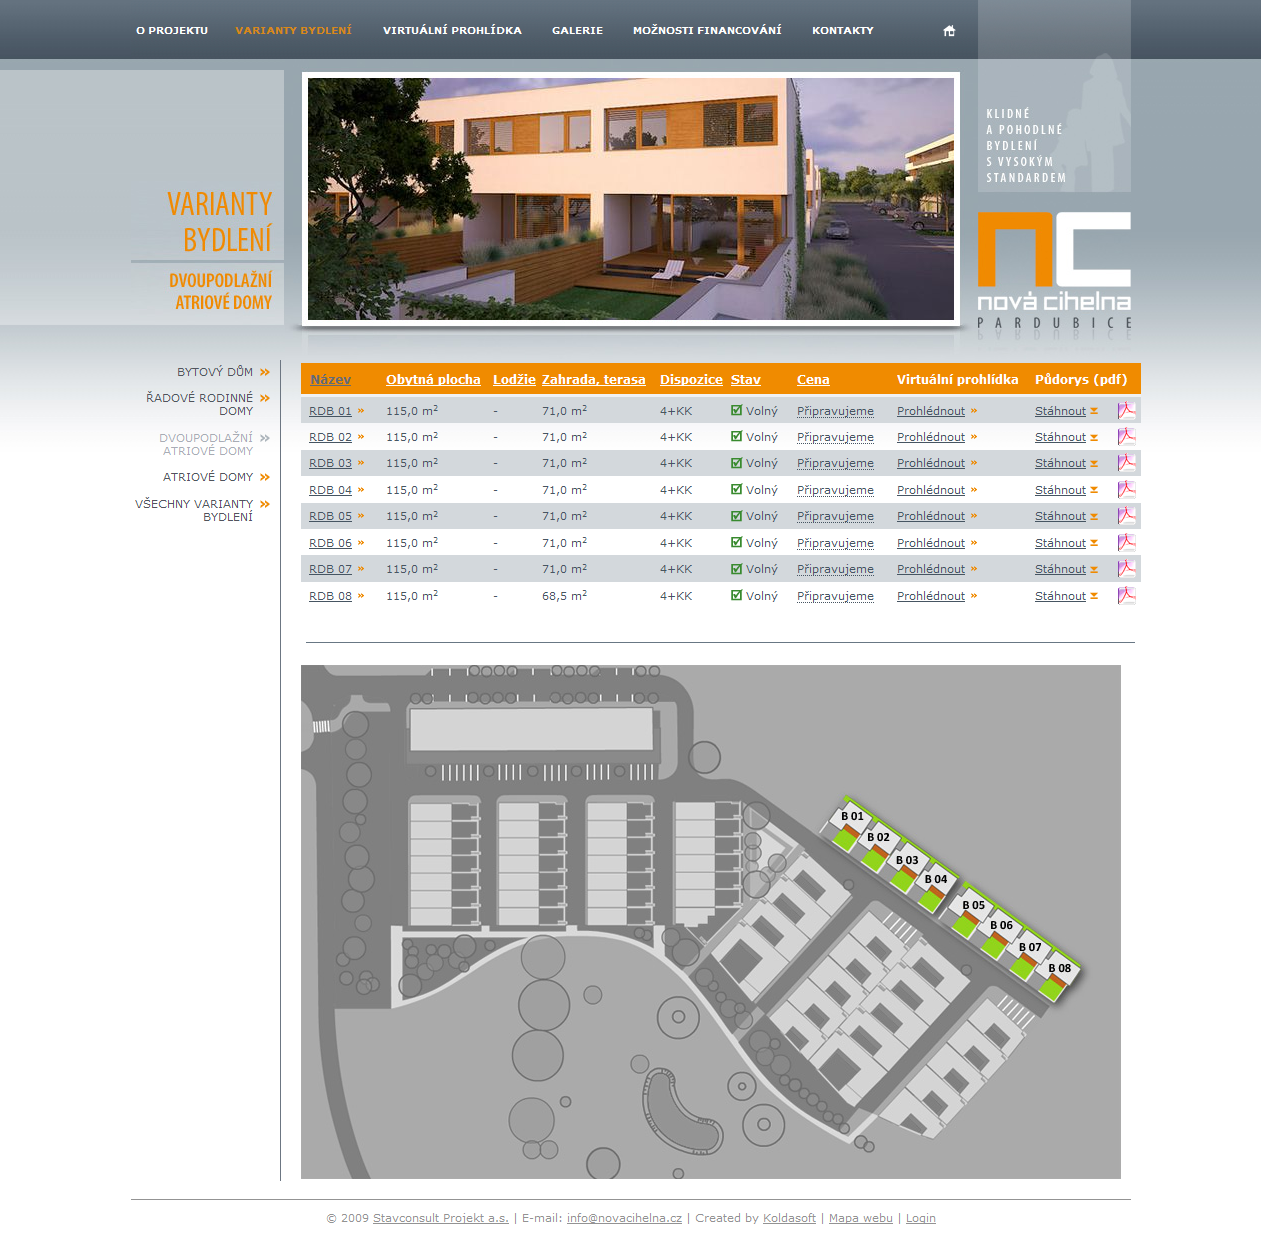 O PROJEKTU VARIANTY BYDLENÍ VIRTUÁLNÍ PROHLÍDKA GALERIE MOŽNOSTI FINANCOVÁNÍ KONTAKTY
KLIDNÉ
A POHODLNÉ
BYDLENÍ
S VYSOKÝM
STANDARDEM
VARIANTY
BYDLENÍ
DVOUPODLAŽNÍ
ATRIOVÉ DOMY
nc
nová cihelna
PARDUBICE
BYTOVÝ DŮM »
ŘADOVÉ RODINNÉ »
DOMY
DVOUPODLAŽNÍ »
ATRIOVÉ DOMY
ATRIOVÉ DOMY »
VŠECHNY VARIANTY »
BYDLENÍ
Název Obytná plocha Lodžie Zahrada, terasa Dispozice Stav Cena Virtuální prohlídka Půdorys (pdf)
RDB 01 » 115,0 m² - 71,0 m² 4+KK Volný Připravujeme Prohlédnout » Stáhnout
RDB 02 » 115,0 m² - 71,0 m² 4+KK Volný Připravujeme Prohlédnout » Stáhnout
RDB 03 » 115,0 m² - 71,0 m² 4+KK Volný Připravujeme Prohlédnout » Stáhnout
RDB 04 » 115,0 m² - 71,0 m² 4+KK Volný Připravujeme Prohlédnout » Stáhnout
RDB 05 » 115,0 m² - 71,0 m² 4+KK Volný Připravujeme Prohlédnout » Stáhnout
RDB 06 » 115,0 m² - 71,0 m² 4+KK Volný Připravujeme Prohlédnout » Stáhnout
RDB 07 » 115,0 m² - 71,0 m² 4+KK Volný Připravujeme Prohlédnout » Stáhnout
RDB 08 » 115,0 m² - 68,5 m² 4+KK Volný Připravujeme Prohlédnout » Stáhnout
B 01
B 02
B 03
B 04
B 05
B 06
B 07
B 08
© 2009 Stavconsult Projekt a.s. | E-mail: info@novacihelna.cz | Created by Koldasoft | Mapa webu | Login